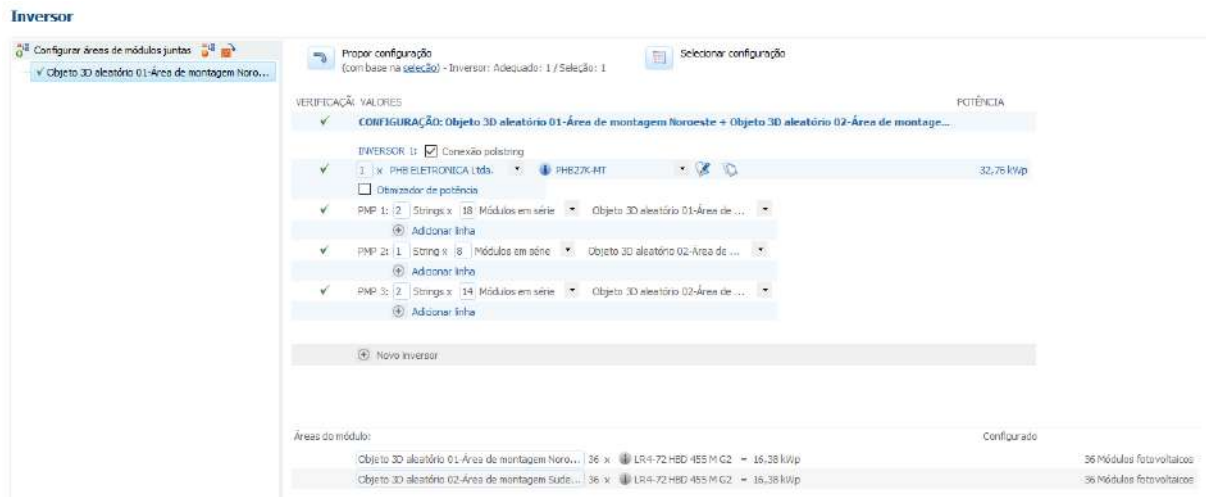 Inversor
Configurar áreas de módulos juntas
Objeto 3D aleatório 01-Área de montagem Noro...
Propor configuração
(com base na seleção) - Inversor: Adequado: 1 / Seleção: 1
Selecionar configuração
VERIFICAÇÃ( VALORES POTÊNCIA
CONFIGURAÇÃO: Objeto 3D aleatório 01-Área de montagem Noroeste + Objeto 3D aleatório 02-Área de montage...
INVERSOR 1: Conexão polistring
1 x PHB ELETRONICA Ltda. PHB27K-MT 32,76 kWp
Otimizador de potência
PMP 1: 2 Strings x 18 Módulos em série Objeto 3D aleatório 01-Área de ...
Adicionar linha
PMP 2: 1 String x 8 Módulos em série Objeto 3D aleatório 02-Área de ...
Adicionar linha
PMP 3: 2 Strings x 14 Módulos em série Objeto 3D aleatório 02-Área de ...
Adicionar linha
Novo inversor
Áreas do módulo: Configurado
Objeto 3D aleatório 01-Área de montagem Noro... 36 x LR4-72 HBD 455 M G2 = 16,38 kWp 36 Módulos fotovoltaicos
Objeto 3D aleatório 02-Área de montagem Sude... 36 x LR4-72 HBD 455 M G2 = 16,38 kWp 36 Módulos fotovoltaicos